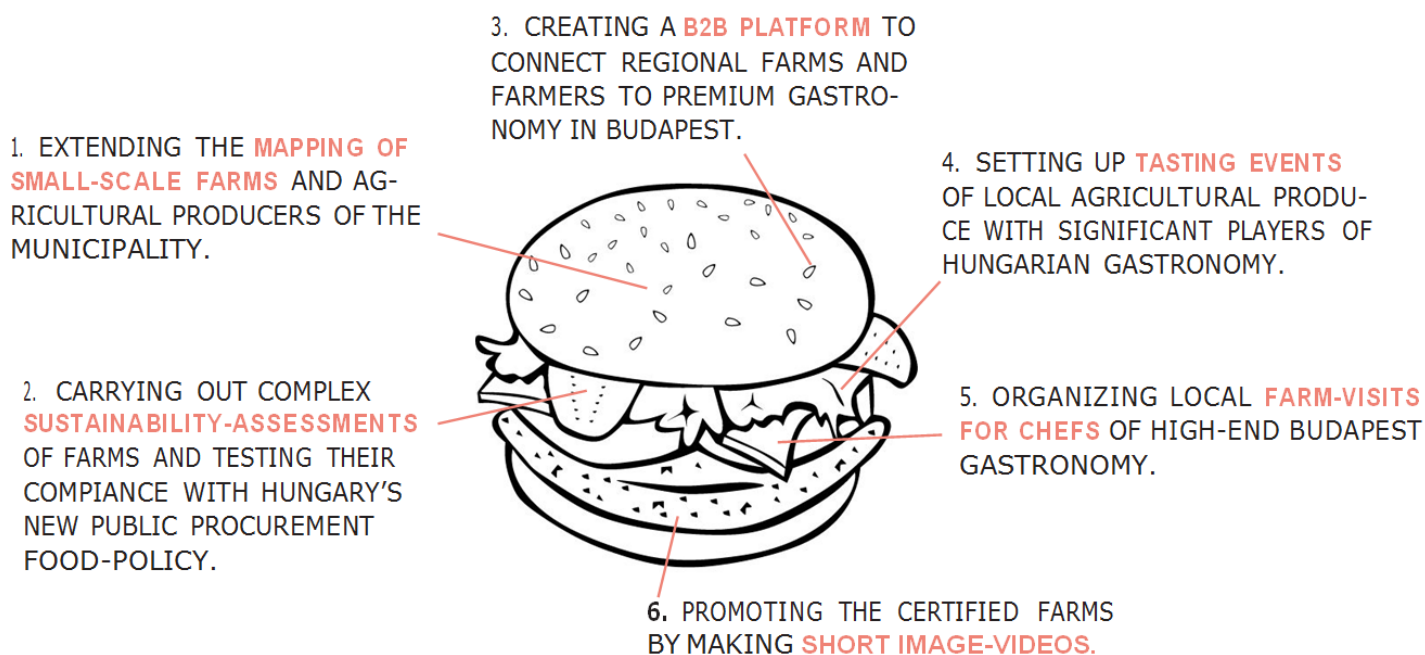 1. EXTENDING THE MAPPING OF
SMALL-SCALE FARMS AND AG-
RICULTURAL PRODUCERS OF THE
MUNICIPALITY.
2. CARRYING OUT COMPLEX
SUSTAINABILITY-ASSESSMENTS
OF FARMS AND TESTING THEIR
COMPIANCE WITH HUNGARY’S
NEW PUBLIC PROCUREMENT
FOOD-POLICY.
3. CREATING A B2B PLATFORM TO
CONNECT REGIONAL FARMS AND
FARMERS TO PREMIUM GASTRO-
NOMY IN BUDAPEST.
4. SETTING UP TASTING EVENTS
OF LOCAL AGRICULTURAL PRODU-
CE WITH SIGNIFICANT PLAYERS OF
HUNGARIAN GASTRONOMY.
5. ORGANIZING LOCAL FARM-VISITS
FOR CHEFS OF HIGH-END BUDAPEST
GASTRONOMY.
6. PROMOTING THE CERTIFIED FARMS
BY MAKING SHORT IMAGE-VIDEOS.